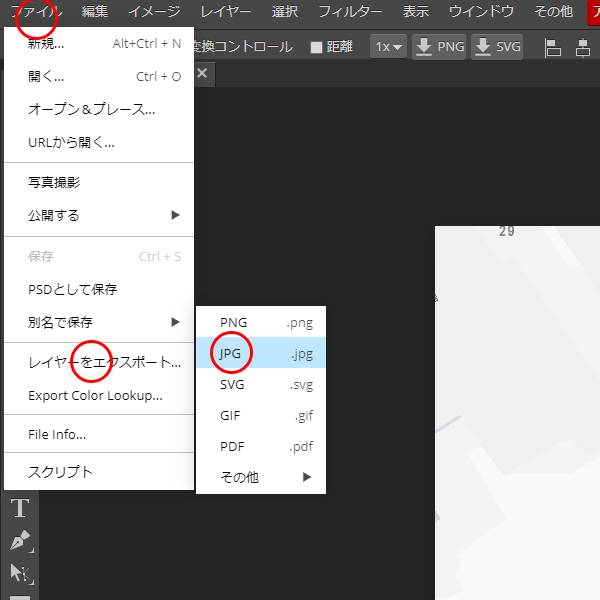 ファイル 編集 イメージ レイヤー 選択 フィルター 表示 ウインドウ その他
変換コントロール 距離 1x PNG SVG
新規... Alt+Ctrl + N
開く... Ctrl + O
オープン＆プレース...
URLから開く...
写真撮影
公開する
保存 Ctrl + S
PSDとして保存
別名で保存
レイヤーをエクスポート...
Export Color Lookup...
File Info...
スクリプト
PNG .png
JPG .jpg
SVG .svg
GIF .gif
PDF .pdf
その他
T
29